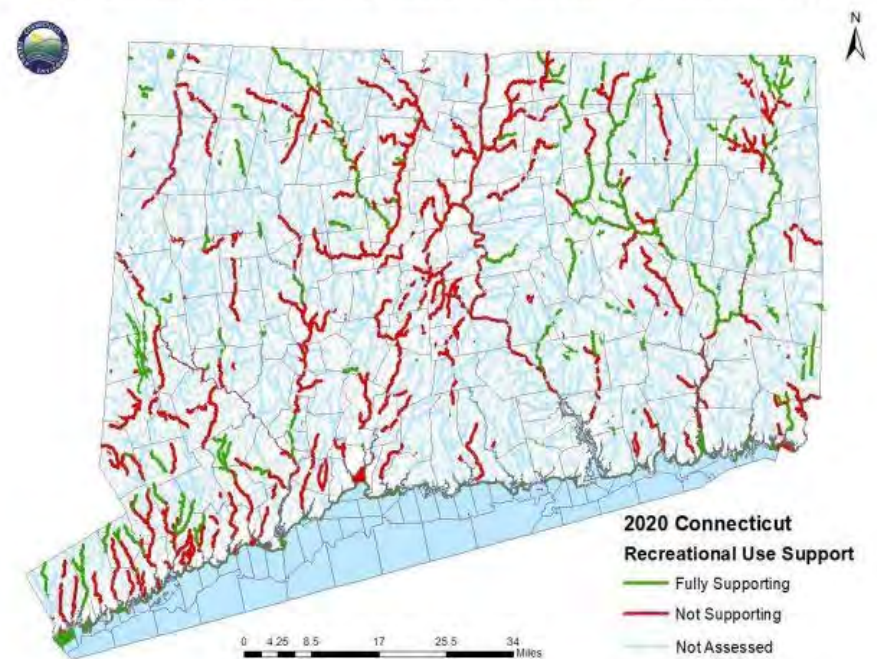 N
2020 Connecticut
Recreational Use Support
Fully Supporting
Not Supporting
Not Assessed
0 4.25 8.5 17 25.5 34
Miles